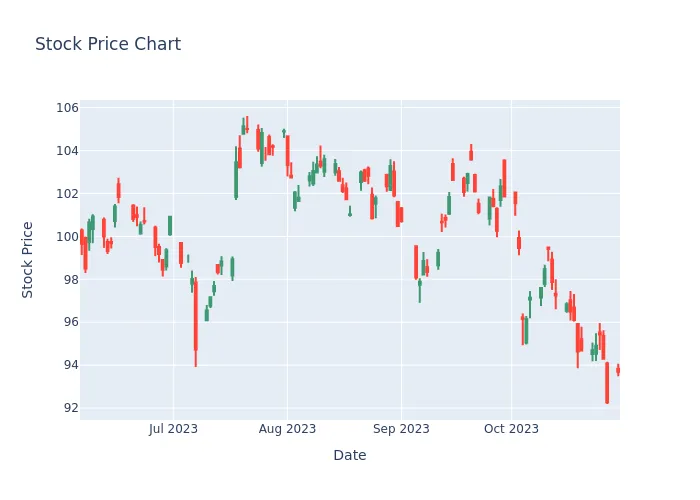 Stock Price Chart
106
104
102
100
98
96
94
92
Stock Price
Jul 2023
Aug 2023
Sep 2023
Oct 2023
Date